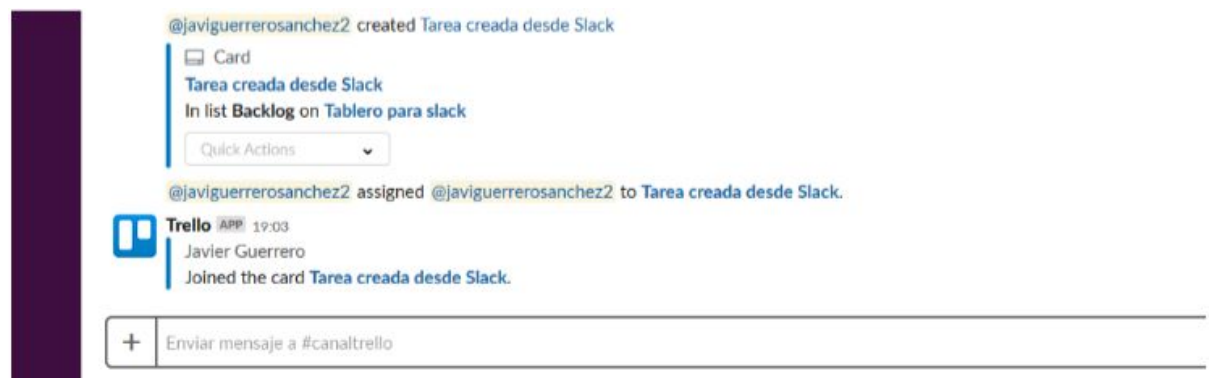 @javiguerrerosanchez2 created Tarea creada desde Slack
Card
Tarea creada desde Slack
In list Backlog on Tablero para slack
Quick Actions
@javiguerrerosanchez2 assigned @javiguerrerosanchez2 to Tarea creada desde Slack.
Trello APP 19:03
Javier Guerrero
Joined the card Tarea creada desde Slack.
+ Enviar mensaje a #canaltrello